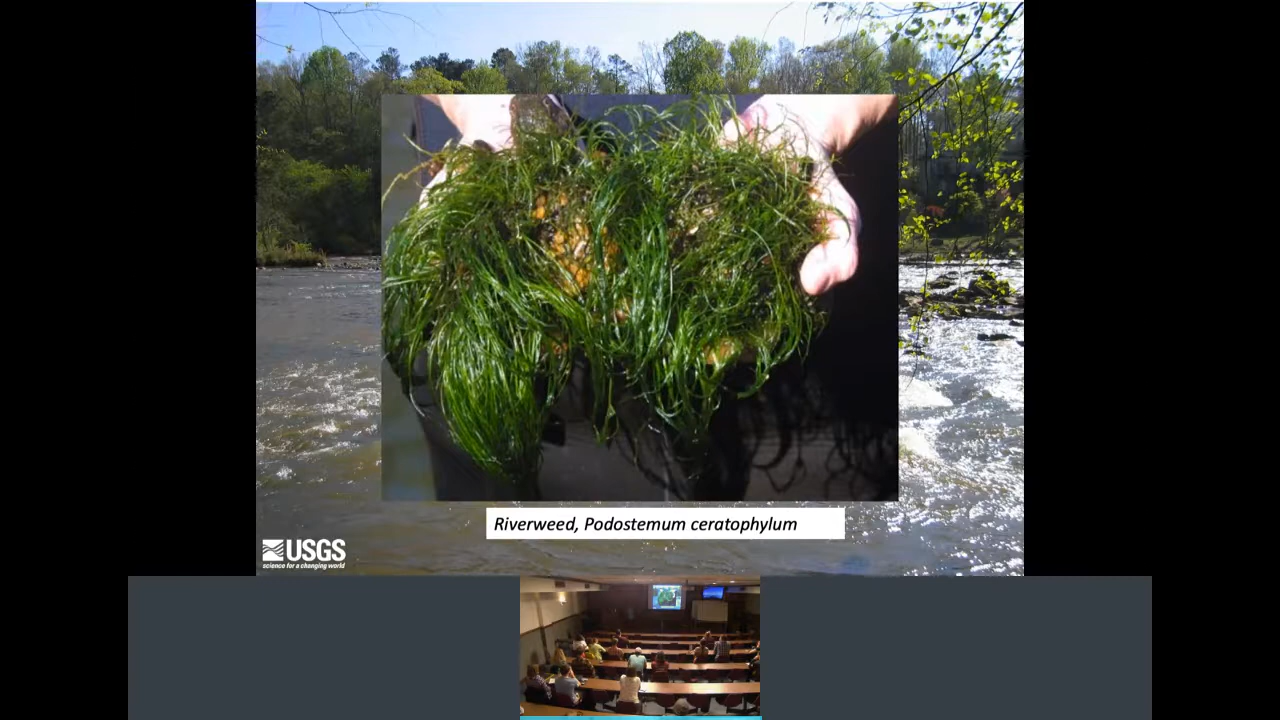 Riverweed, Podostemum ceratophylum
USGS
science for a changing world